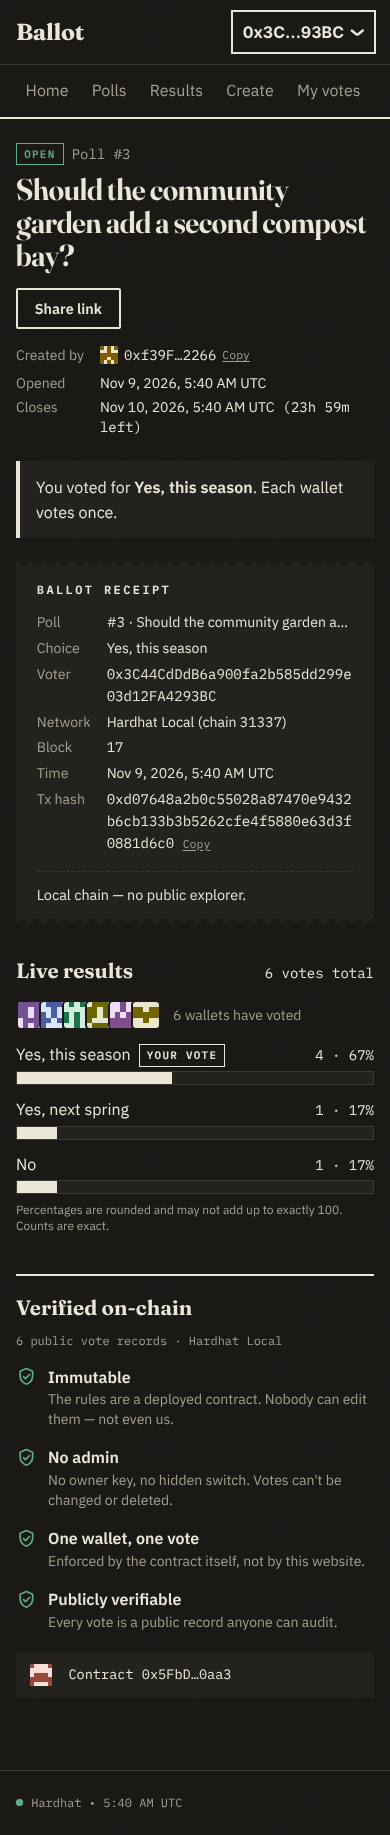 Ballot
0x3C...93BC
Home Polls Results Create My votes
OPEN Poll #3
Should the community
garden add a second compost
bay?
Share link
Created by 0xf39F…2266 Copy
Opened Nov 9, 2026, 5:40 AM UTC
Closes Nov 10, 2026, 5:40 AM UTC (23h 59m
left)
You voted for Yes, this season. Each wallet
votes once.
BALLOT RECEIPT
Poll #3 · Should the community garden a…
Choice Yes, this season
Voter 0x3C44CdDdB6a900fa2b585dd299e
03d12FA4293BC
Network Hardhat Local (chain 31337)
Block 17
Time Nov 9, 2026, 5:40 AM UTC
Tx hash 0xd07648a2b0c55028a87470e9432
b6cb133b3b5262cfe4f5880e63d3f
0881d6c0 Copy
Local chain — no public explorer.
Live results 6 votes total
6 wallets have voted
Yes, this season YOUR VOTE 4 · 67%
Yes, next spring 1 · 17%
No 1 · 17%
Percentages are rounded and may not add up to exactly 100.
Counts are exact.
Verified on-chain
6 public vote records · Hardhat Local
Immutable
The rules are a deployed contract. Nobody can edit
them — not even us.
No admin
No owner key, no hidden switch. Votes can't be
changed or deleted.
One wallet, one vote
Enforced by the contract itself, not by this website.
Publicly verifiable
Every vote is a public record anyone can audit.
Contract 0x5FbD…0aa3
Hardhat • 5:40 AM UTC